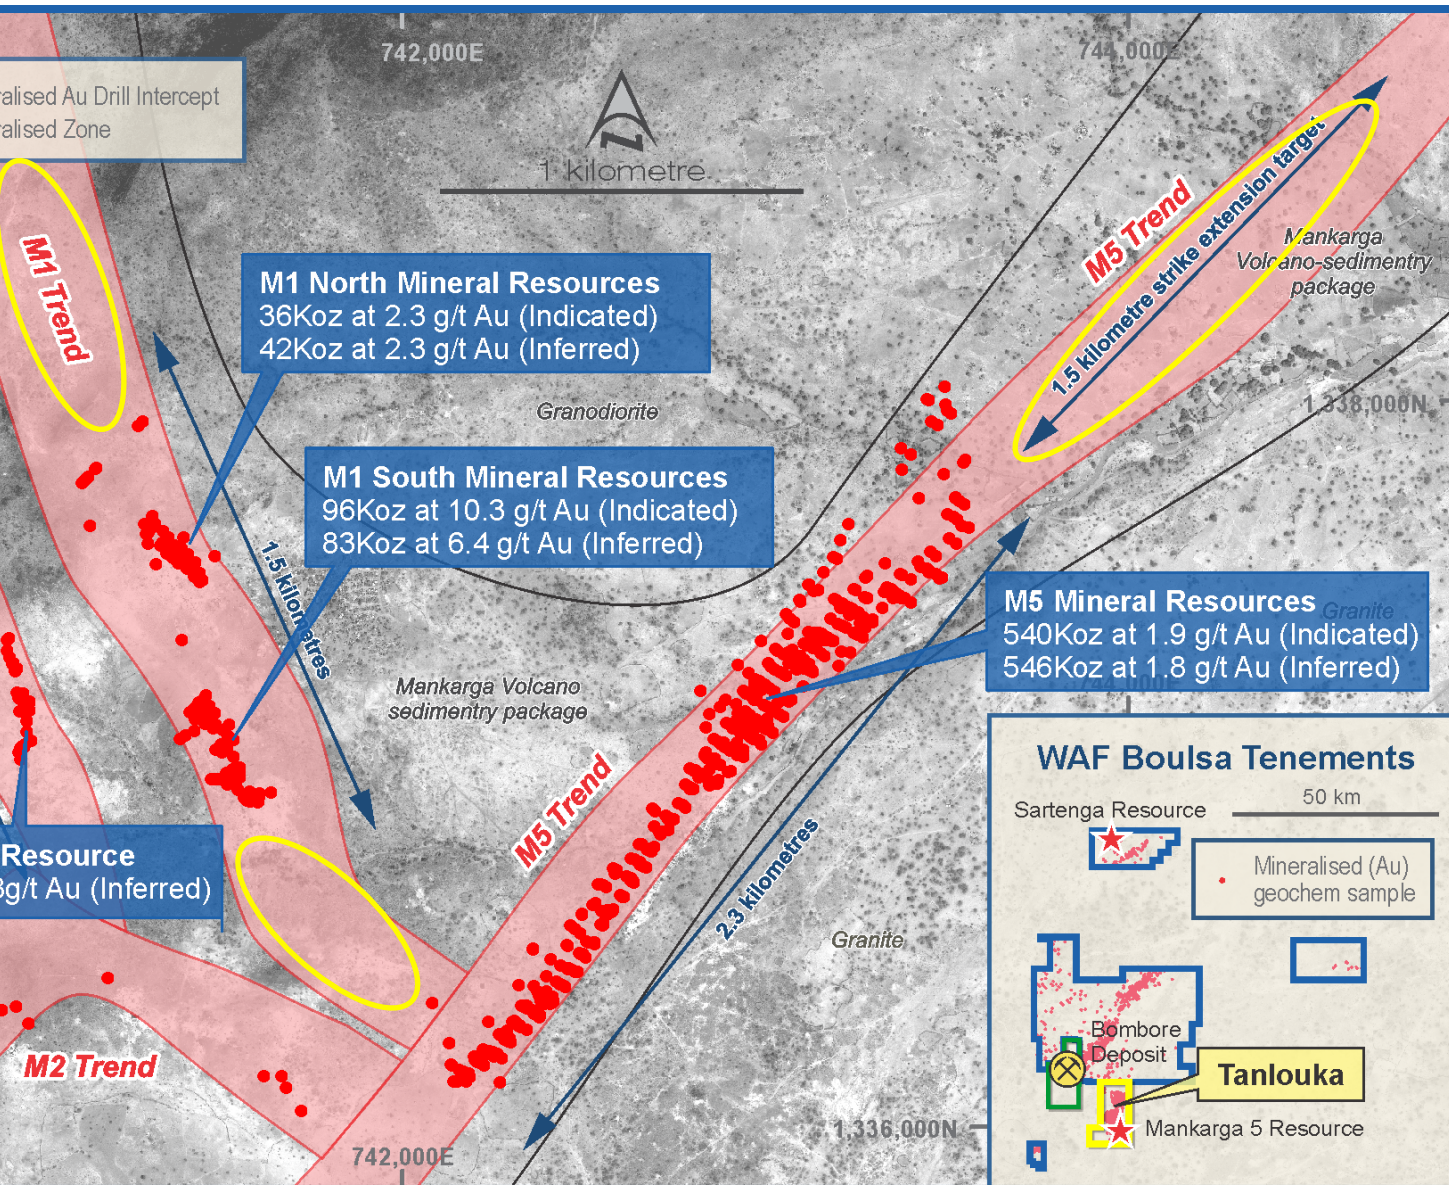 742,000E
744,000E
alised Au Drill Intercept
alised Zone
N
1 kilometre
M1 Trend
M5 Trend
1.5 kilometre strike extension target
Mankarga
Volcano-sedimentry
package
M1 North Mineral Resources
36Koz at 2.3 g/t Au (Indicated)
42Koz at 2.3 g/t Au (Inferred)
Granodiorite
1,338,000N
M1 South Mineral Resources
96Koz at 10.3 g/t Au (Indicated)
83Koz at 6.4 g/t Au (Inferred)
1.5 kilometres
M5 Mineral Resources
540Koz at 1.9 g/t Au (Indicated)
546Koz at 1.8 g/t Au (Inferred)
Granite
744,000E
Mankarga Volcano
sedimentry package
M5 Trend
2.3 kilometres
Resource
g/t Au (Inferred)
Granite
M2 Trend
742,000E
1,336,000N
WAF Boulsa Tenements
50 km
Sartenga Resource
Mineralised (Au)
geochem sample
Bombore
Deposit
Tanlouka
Mankarga 5 Resource